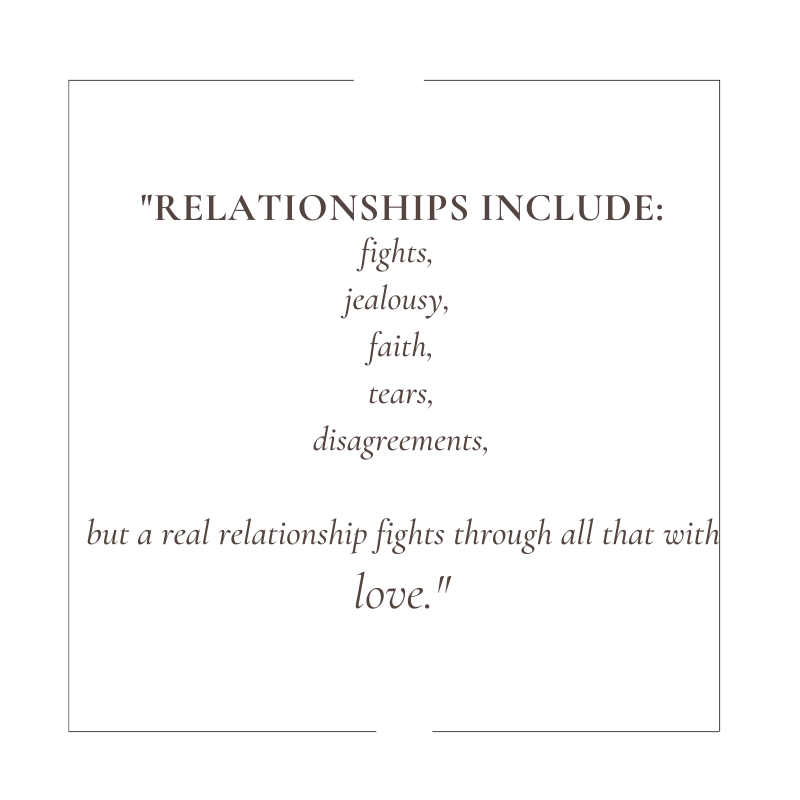 "RELATIONSHIPS INCLUDE:
fights,
jealousy,
faith,
tears,
disagreements,
but a real relationship fights through all that with
love."